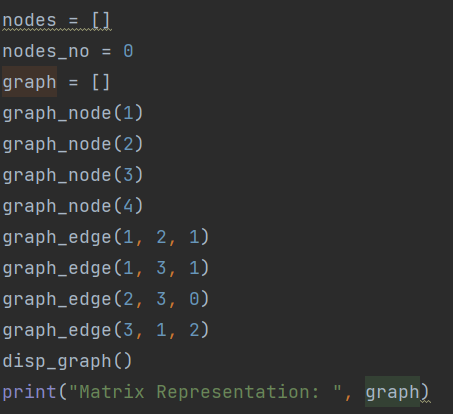 nodes = []
nodes_no = 0
graph = []
graph_node(1)
graph_node(2)
graph_node(3)
graph_node(4)
graph_edge(1, 2, 1)
graph_edge(1, 3, 1)
graph_edge(2, 3, 0)
graph_edge(3, 1, 2)
disp_graph()
print("Matrix Representation: ", graph)